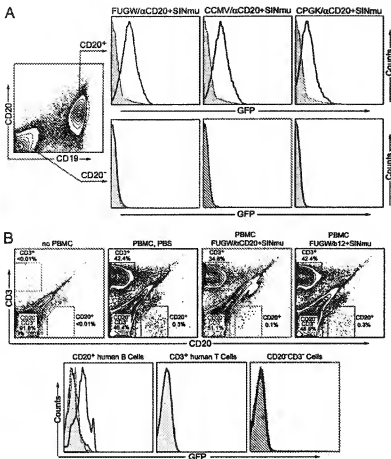 A
FUGW/αCD20+SINmu
CCMV/αCD20+SINmu
CPGK/αCD20+SINmu
CD20⁺
CD20
CD19
CD20⁻
Counts
Counts
GFP
GFP
B
no PBMC
PBMC, PBS
PBMC
FUGW/αCD20+SINmu
PBMC
FUGW/b12+SINmu
CD3⁺
<0.01%
CD3⁺
42.4%
CD3⁺
34.8%
CD3⁺
42.4%
CD3
CD20⁺
<0.01%
CD20⁺
0.3%
CD20⁺
0.1%
CD20⁺
0.3%
CD20
CD20⁺ human B Cells
CD3⁺ human T Cells
CD20⁻CD3⁻ Cells
Counts
GFP